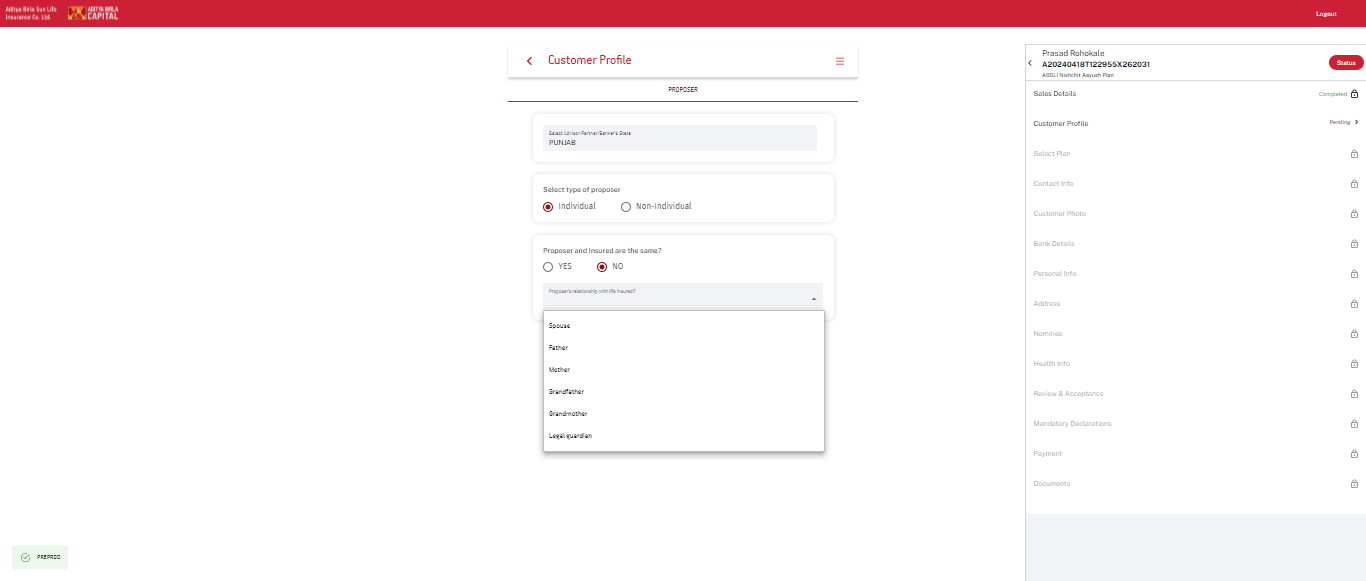 Aditya Birla Sun Life
Insurance Co. Ltd.
ADITYA BIRLA
CAPITAL
Logout
Customer Profile
PROPOSER
Select Advisor/Partner/Banker's State
PUNJAB
Select type of proposer
Individual Non-Individual
Proposer and Insured are the same?
YES NO
Proposer's relationship with life insured?
Spouse
Father
Mother
Grandfather
Grandmother
Legal guardian
PREPROD
Prasad Rohokale
A20240418T122955X262031
ABSLI Nishchit Aayush Plan
Status
Sales Details Completed
Customer Profile Pending
Select Plan
Contact Info
Customer Photo
Bank Details
Personal Info
Address
Nominee
Health Info
Review & Acceptance
Mandatory Declarations
Payment
Documents